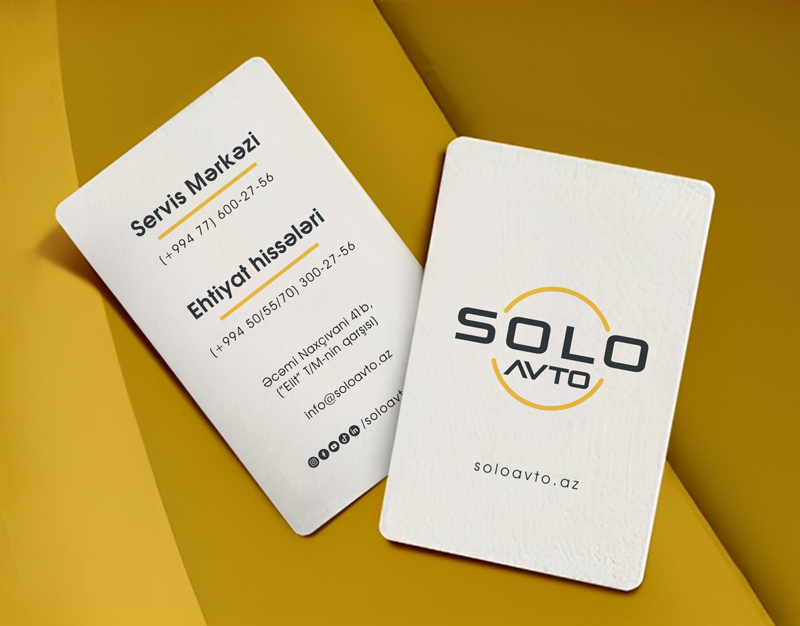 Servis Mərkəzi
(+994 77) 600-27-56
Ehtiyat hissələri
(+994 50/55/70) 300-27-56
Əcəmi Naxçıvani 41b,
("Elit" T/M-nin qarşısı)
info@soloavto.az
/soloavt
SOLO
AVTO
soloavto.az